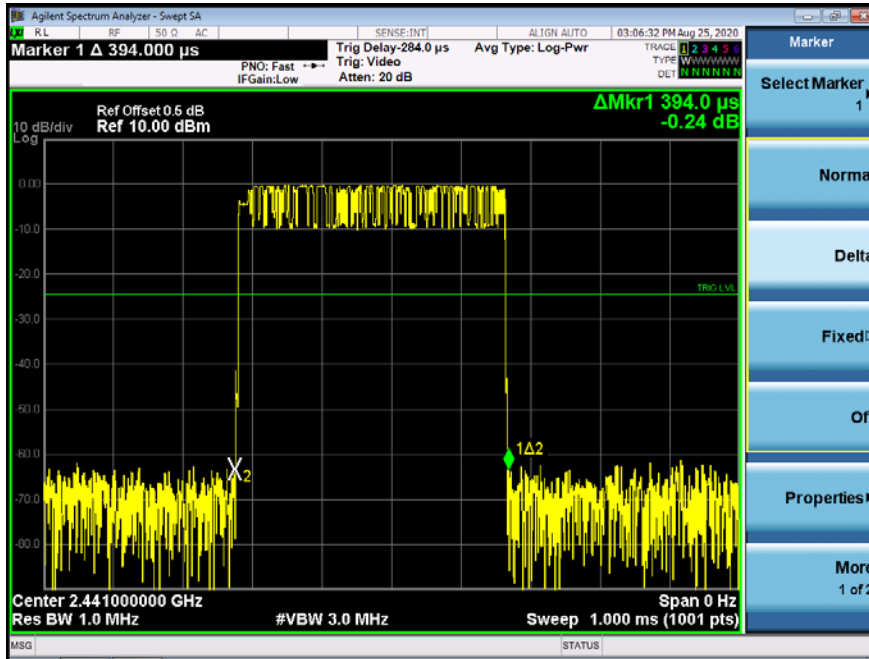 Agilent Spectrum Analyzer - Swept SA
LXI RL RF 50 Ω AC SENSE:INT ALIGN AUTO 03:06:32 PM Aug 25, 2020
Marker 1 Δ 394.000 µs
PNO: Fast
IFGain:Low
Trig Delay-284.0 µs
Trig: Video
Atten: 20 dB
Avg Type: Log-Pwr
TRACE 1 2 3 4 5 6
TYPE WWWWWW
DET N N N N N N
ΔMkr1 394.0 µs
-0.24 dB
Ref Offset 0.5 dB
10 dB/div Ref 10.00 dBm
Log
0.00
-10.0
-20.0
TRIG LVL
-30.0
-40.0
-50.0
-60.0
1Δ2
X2
-70.0
-80.0
Center 2.441000000 GHz Span 0 Hz
Res BW 1.0 MHz #VBW 3.0 MHz Sweep 1.000 ms (1001 pts)
MSG STATUS
Marker
Select Marker
1
Norma
Delta
Fixed
Of
Properties
More
1 of 2